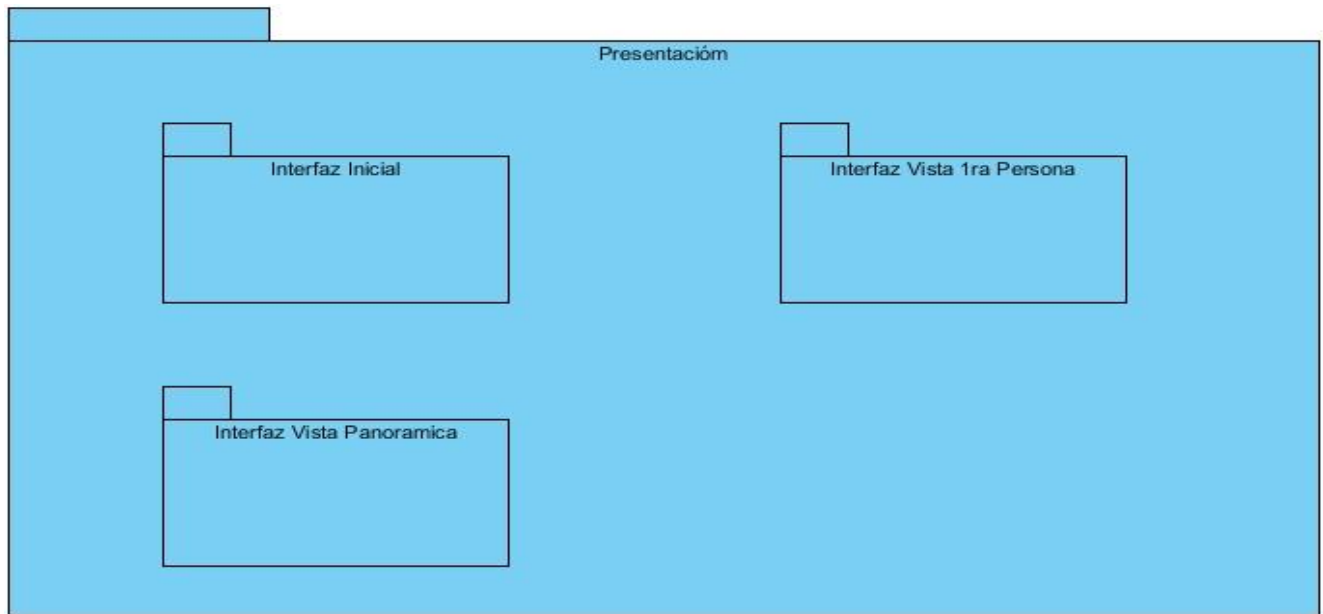 Presentacióm
Interfaz Inicial
Interfaz Vista 1ra Persona
Interfaz Vista Panoramica